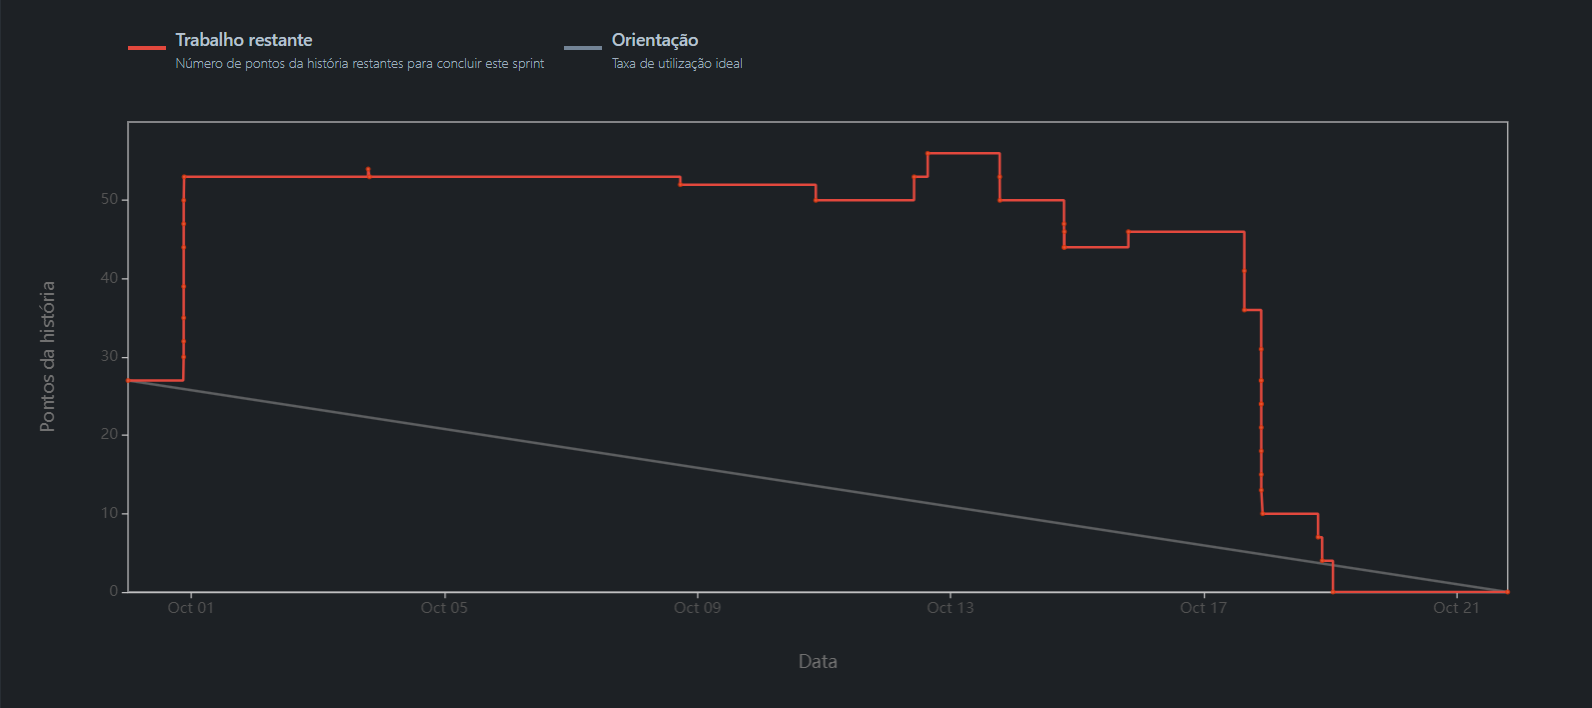 Trabalho restante
Número de pontos da história restantes para concluir este sprint
Orientação
Taxa de utilização ideal
Pontos da história
50
40
30
20
10
0
Oct 01
Oct 05
Oct 09
Oct 13
Oct 17
Oct 21
Data